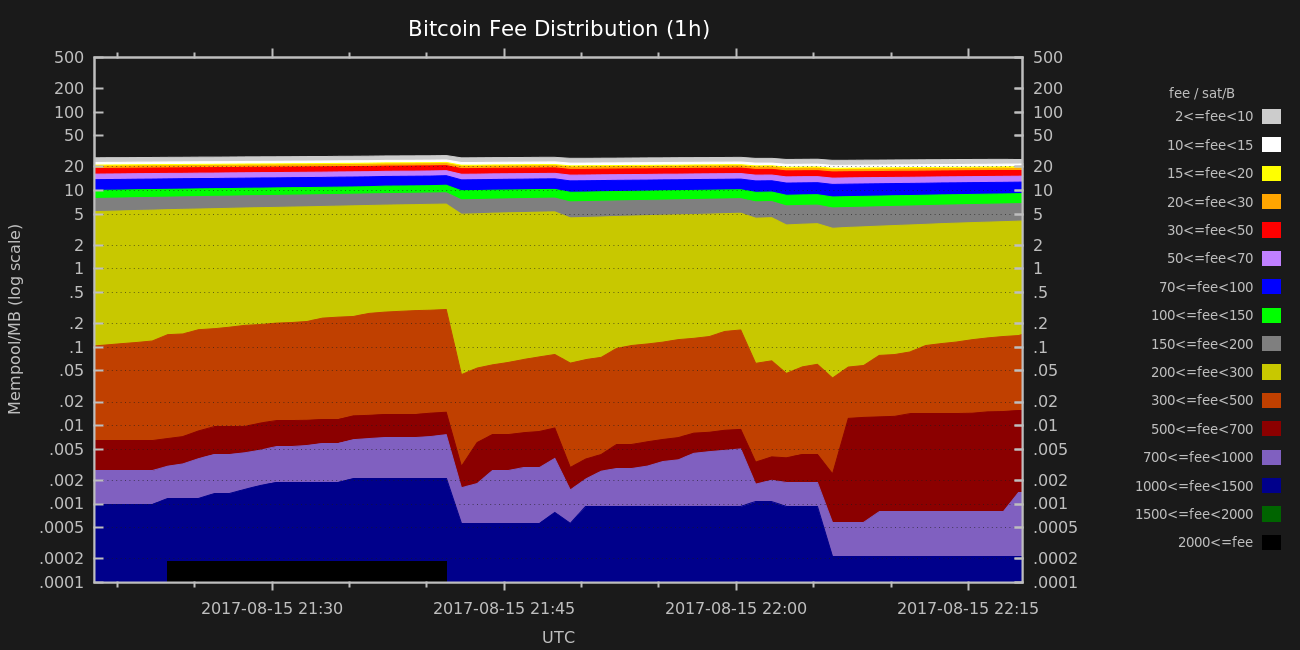 Bitcoin Fee Distribution (1h)
500 500
fee / sat/B
200 200
2<=fee<10
100 100
10<=fee<15
50 50
15<=fee<20
20 20
20<=fee<30
10 10
30<=fee<50
5 5
50<=fee<70
2 2
70<=fee<100
1 1
100<=fee<150
.5 .5
150<=fee<200
.2 .2
200<=fee<300
.1 .1
300<=fee<500
.05 .05
500<=fee<700
.02 .02
700<=fee<1000
.01 .01
1000<=fee<1500
.005 .005
1500<=fee<2000
.002 .002
2000<=fee
.001 .001
.0005 .0005
.0002 .0002
.0001 .0001
Mempool/MB (log scale)
2017-08-15 21:30 2017-08-15 21:45 2017-08-15 22:00 2017-08-15 22:15
UTC